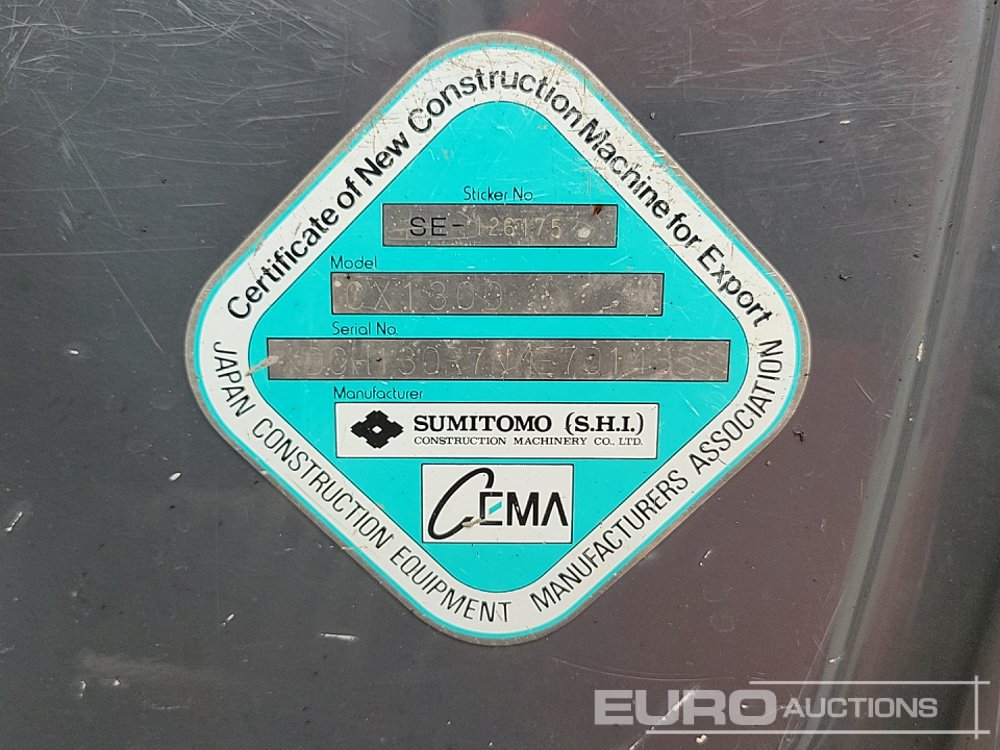 Certificate of New Construction Machine for Export
Sticker No.
SE-126175
Model
CX130D
Serial No.
Manufacturer
SUMITOMO (S.H.I.)
CONSTRUCTION MACHINERY CO., LTD.
CEMA
JAPAN CONSTRUCTION EQUIPMENT MANUFACTURERS ASSOCIATION
EURO AUCTIONS